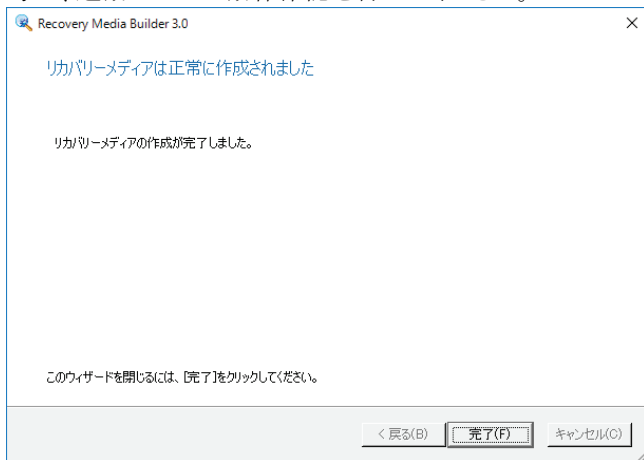 Recovery Media Builder 3.0
リカバリーメディアは正常に作成されました
リカバリーメディアの作成が完了しました。
このウィザードを閉じるには、[完了]をクリックしてください。
< 戻る(B)
完了(F)
キャンセル(C)